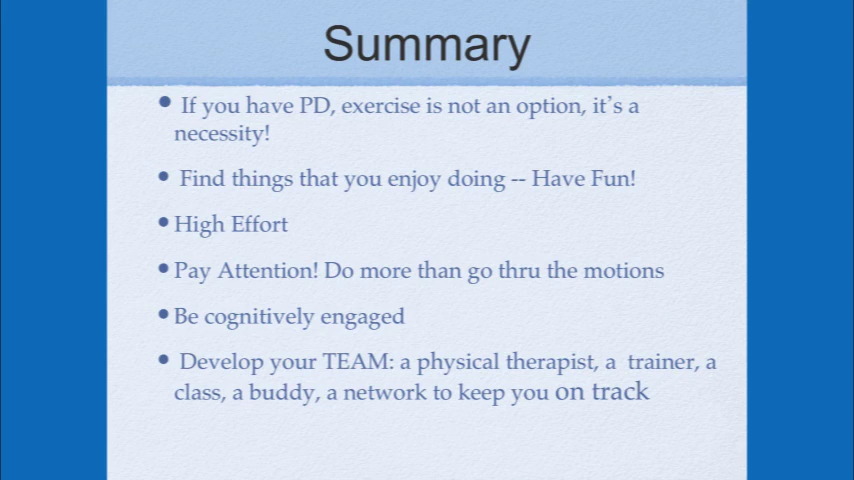 Summary
• If you have PD, exercise is not an option, it's a
necessity!
• Find things that you enjoy doing -- Have Fun!
• High Effort
• Pay Attention! Do more than go thru the motions
• Be cognitively engaged
• Develop your TEAM: a physical therapist, a  trainer, a
class, a buddy, a network to keep you on track